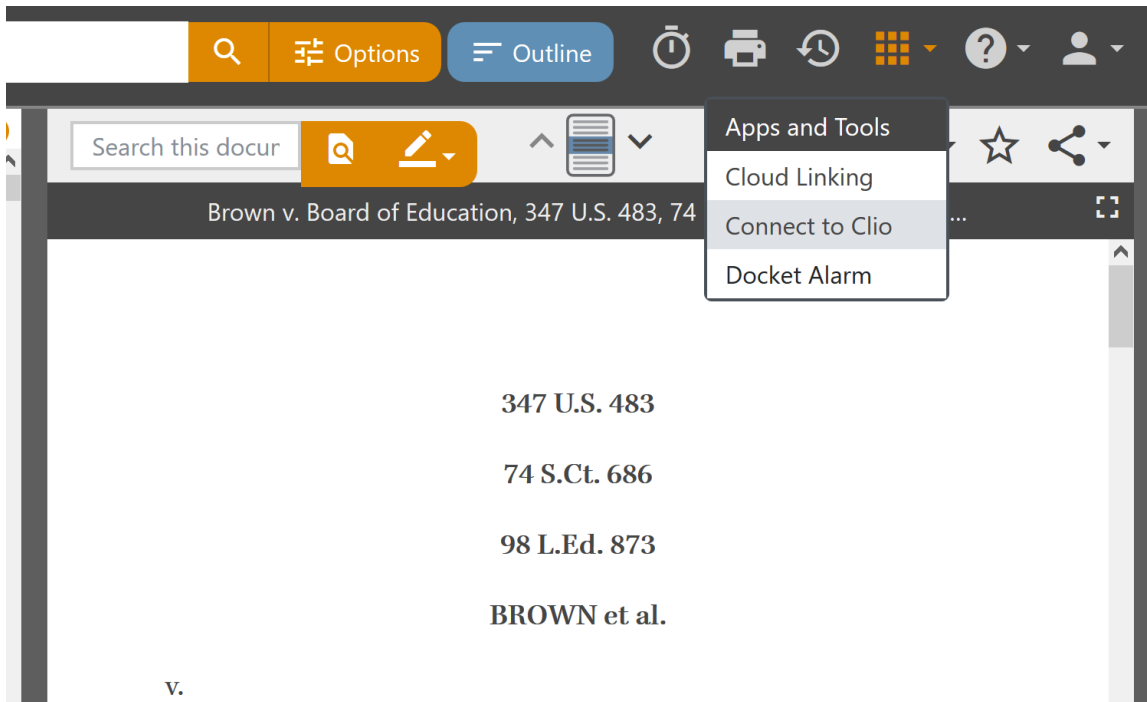 Options
Outline
Apps and Tools
Search this docur
Cloud Linking
Brown v. Board of Education, 347 U.S. 483, 74
...
Connect to Clio
Docket Alarm
347 U.S. 483
74 S.Ct. 686
98 L.Ed. 873
BROWN et al.
v.